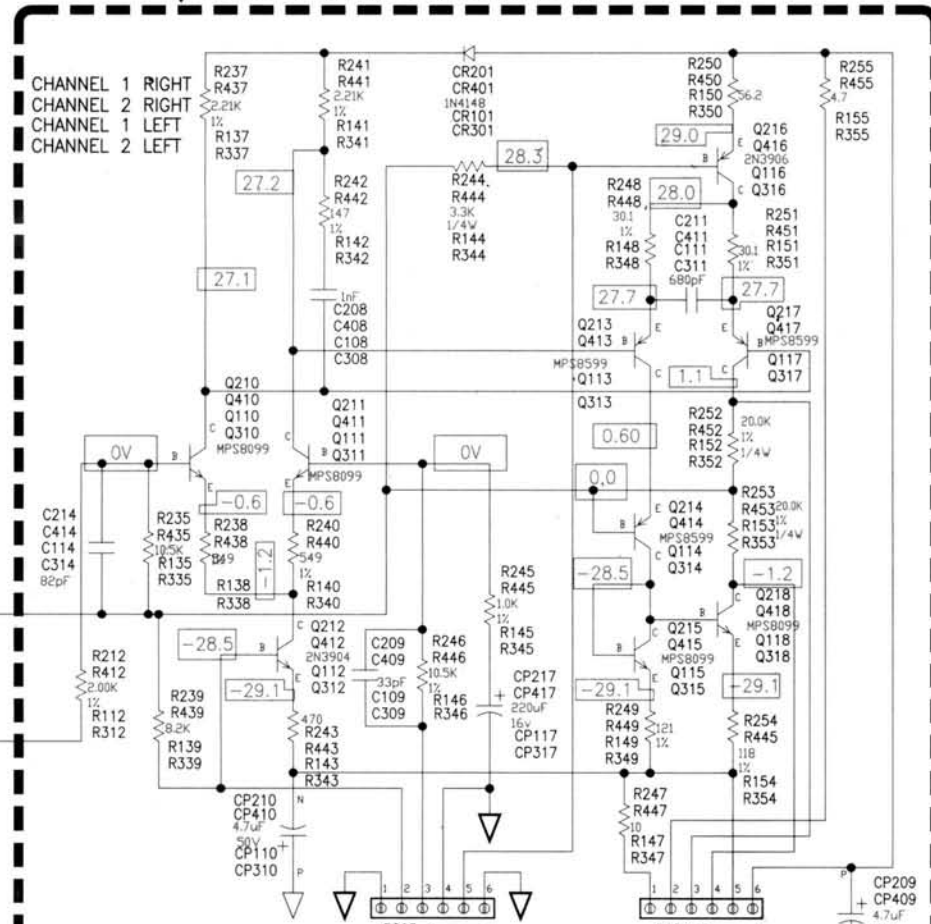 CHANNEL 1 RIGHT
CHANNEL 2 RIGHT
CHANNEL 1 LEFT
CHANNEL 2 LEFT
R237
R437
2.21K
1%
R137
R337
R241
R441
2.21K
1%
R141
R341
CR201
CR401
1N4148
CR101
CR301
R250
R450
56.2
R150
R350
R255
R455
4.7
R155
R355
29.0
Q216
Q416
2N3906
Q116
Q316
E
B
C
27.2
R242
R442
147
1%
R142
R342
R244
R444
3.3K
1/4W
R144
R344
28.3
R248
R448
30.1
1%
R148
R348
28.0
C211
C411
C111
C311
680pF
R251
R451
R151
30.1
R351
1%
27.1
1nF
C208
C408
C108
C308
27.7
27.7
Q213
Q413
B
E
C
MPS8599
Q113
Q313
E
B
C
Q217
Q417
MPS8599
Q117
Q317
1.1
Q210
Q410
Q110
Q310
MPS8099
C
B
E
Q211
Q411
Q111
Q311
MPS8099
C
B
E
0V
0V
0.60
R252
R452
R152
R352
20.0K
1%
1/4W
0,0
-0.6
-0.6
C214
C414
C114
C314
82pF
R235
R435
10.5K
R135
R335
R238
R438
R138
R338
-1.2
R240
R440
549
1%
R140
R340
Q214
Q414
MPS8599
Q114
Q314
B
E
C
R253
R453
20.0K
R153
1%
R353
1/4W
-28.5
-1.2
R245
R445
1.0K
1%
R145
R345
Q218
Q418
MPS8099
Q118
Q318
B
C
E
-28.5
Q212
Q412
2N3904
Q112
Q312
C
B
E
-29.1
C209
C409
33pF
C109
C309
R246
R446
10.5K
1%
R146
R346
CP217
CP417
220uF
16v
CP117
CP317
+
Q215
Q415
MPS8099
Q115
Q315
C
B
E
-29.1
-29.1
R212
R412
2.00K
1%
R112
R312
R239
R439
8.2K
R139
R339
470
R243
R443
R143
R343
R249
R449
R149
R349
121
1%
R254
R445
118
1%
R154
R354
CP210
CP410
4.7uF
50V
CP110
CP310
N
+
P
R247
R447
10
R147
R347
1 2 3 4 5 6
1 2 3 4 5 6
P
+
CP209
CP409
4.7uF